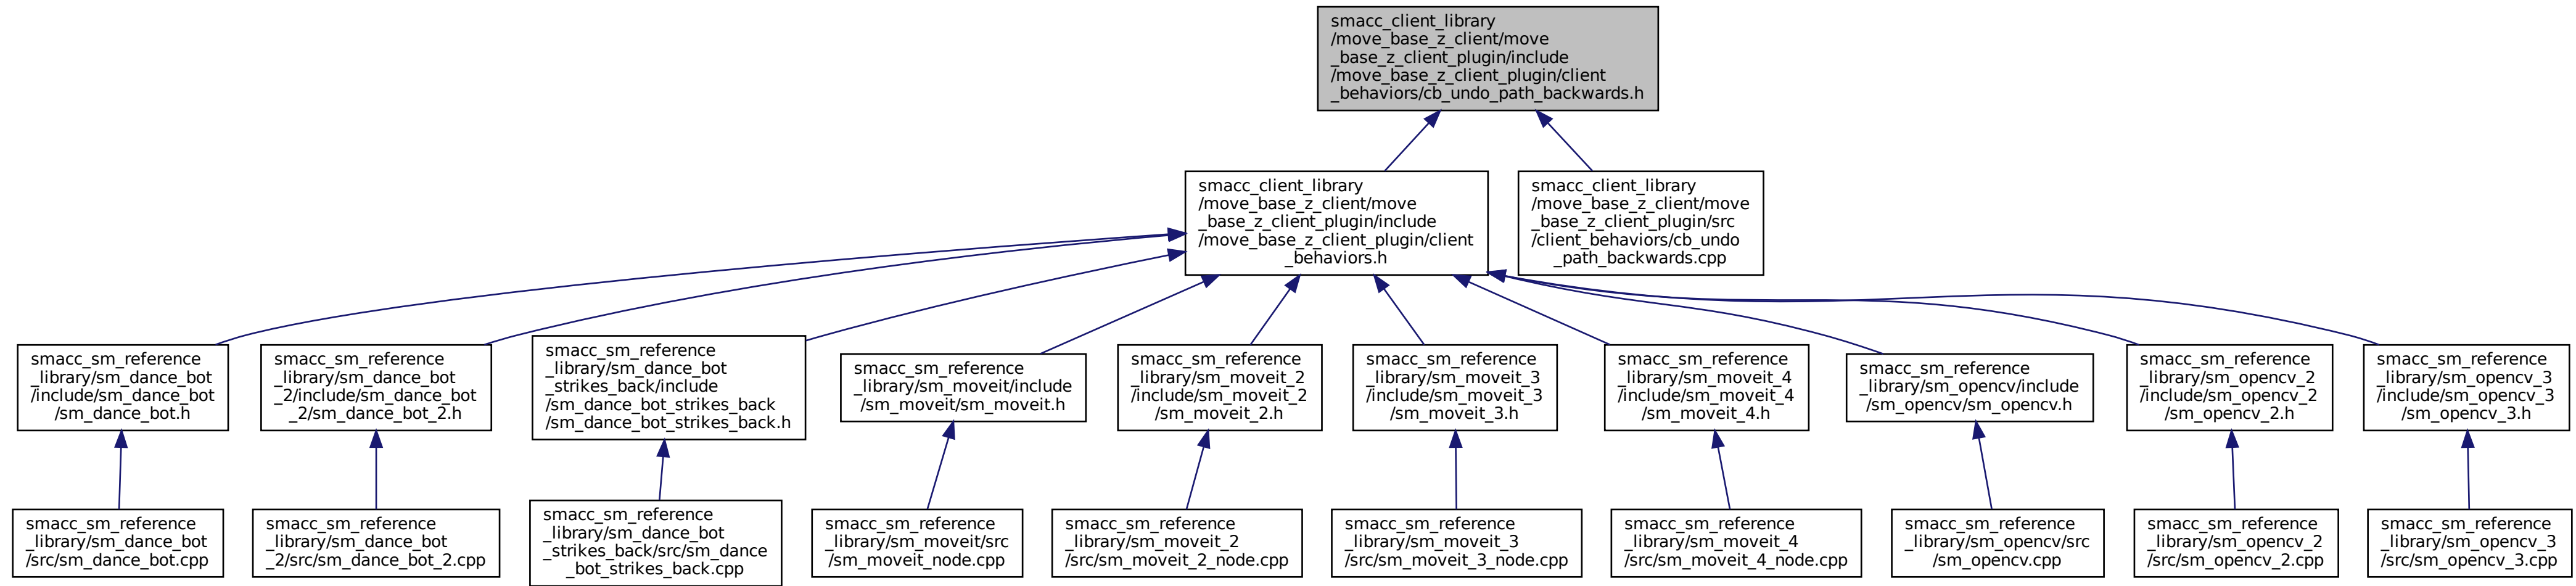 smacc_client_library
/move_base_z_client/move
_base_z_client_plugin/include
/move_base_z_client_plugin/client
_behaviors/cb_undo_path_backwards.h
smacc_client_library
/move_base_z_client/move
_base_z_client_plugin/include
/move_base_z_client_plugin/client
_behaviors.h
smacc_client_library
/move_base_z_client/move
_base_z_client_plugin/src
/client_behaviors/cb_undo
_path_backwards.cpp
smacc_sm_reference
_library/sm_dance_bot
/include/sm_dance_bot
/sm_dance_bot.h
smacc_sm_reference
_library/sm_dance_bot
_2/include/sm_dance_bot
_2/sm_dance_bot_2.h
smacc_sm_reference
_library/sm_dance_bot
_strikes_back/include
/sm_dance_bot_strikes_back
/sm_dance_bot_strikes_back.h
smacc_sm_reference
_library/sm_moveit/include
/sm_moveit/sm_moveit.h
smacc_sm_reference
_library/sm_moveit_2
/include/sm_moveit_2
/sm_moveit_2.h
smacc_sm_reference
_library/sm_moveit_3
/include/sm_moveit_3
/sm_moveit_3.h
smacc_sm_reference
_library/sm_moveit_4
/include/sm_moveit_4
/sm_moveit_4.h
smacc_sm_reference
_library/sm_opencv/include
/sm_opencv/sm_opencv.h
smacc_sm_reference
_library/sm_opencv_2
/include/sm_opencv_2
/sm_opencv_2.h
smacc_sm_reference
_library/sm_opencv_3
/include/sm_opencv_3
/sm_opencv_3.h
smacc_sm_reference
_library/sm_dance_bot
/src/sm_dance_bot.cpp
smacc_sm_reference
_library/sm_dance_bot
_2/src/sm_dance_bot_2.cpp
smacc_sm_reference
_library/sm_dance_bot
_strikes_back/src/sm_dance
_bot_strikes_back.cpp
smacc_sm_reference
_library/sm_moveit/src
/sm_moveit_node.cpp
smacc_sm_reference
_library/sm_moveit_2
/src/sm_moveit_2_node.cpp
smacc_sm_reference
_library/sm_moveit_3
/src/sm_moveit_3_node.cpp
smacc_sm_reference
_library/sm_moveit_4
/src/sm_moveit_4_node.cpp
smacc_sm_reference
_library/sm_opencv/src
/sm_opencv.cpp
smacc_sm_reference
_library/sm_opencv_2
/src/sm_opencv_2.cpp
smacc_sm_reference
_library/sm_opencv_3
/src/sm_opencv_3.cpp